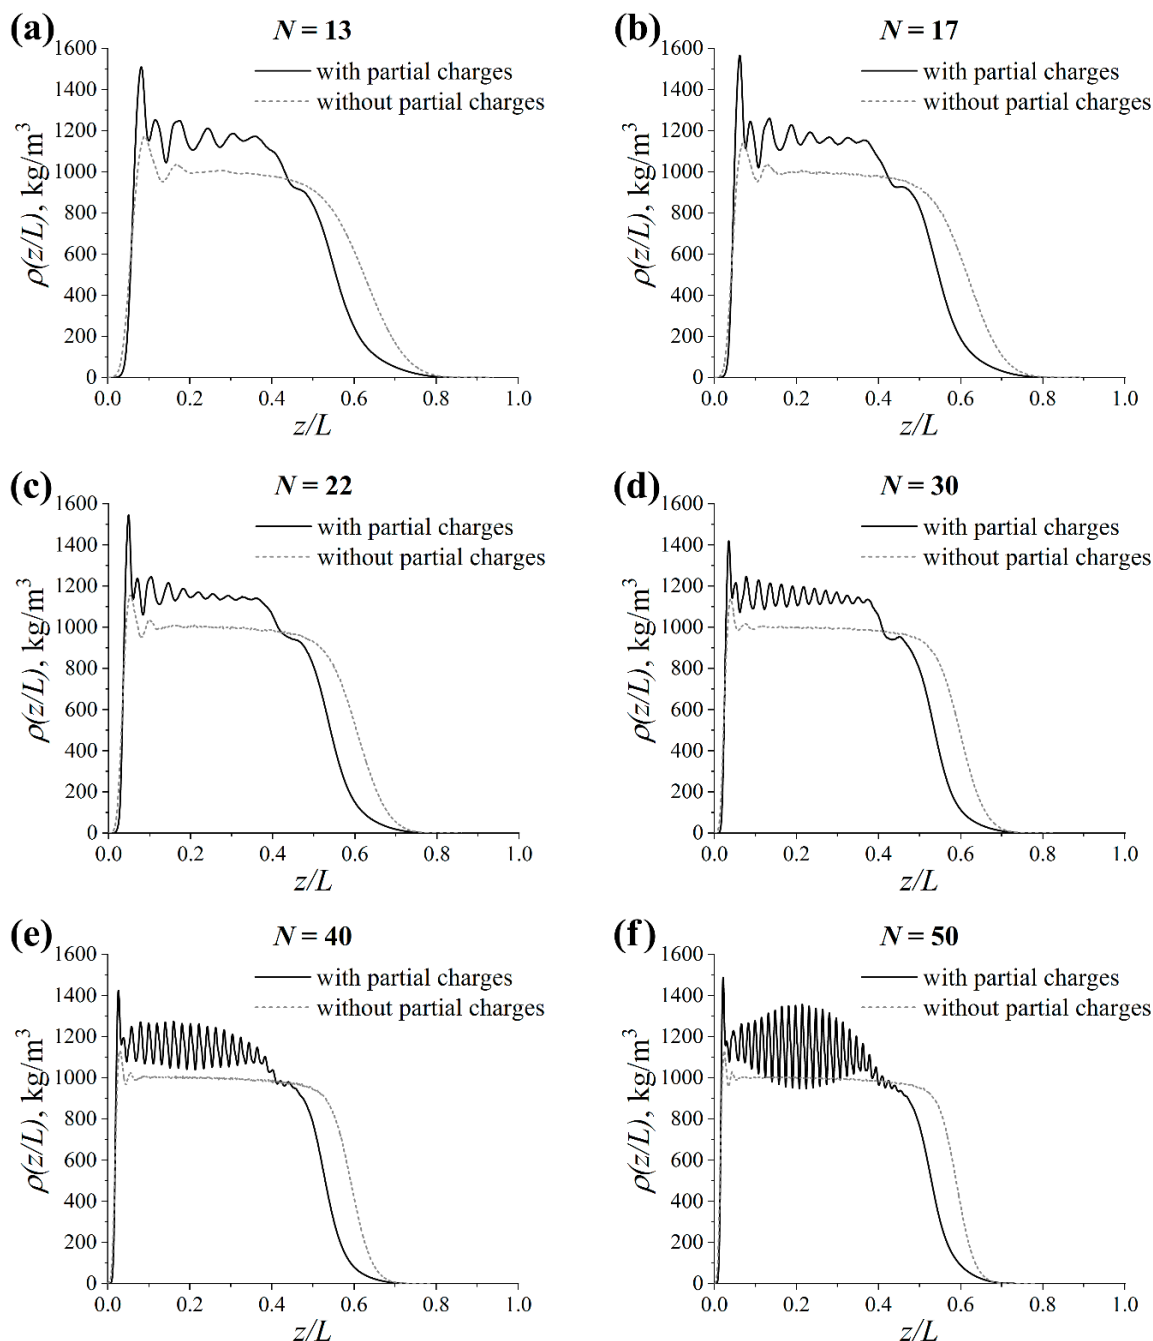 (a)
N = 13
with partial charges
without partial charges
ρ(z/L), kg/m³
1600
1400
1200
1000
800
600
400
200
0
0.0 0.2 0.4 0.6 0.8 1.0
z/L
(b)
N = 17
with partial charges
without partial charges
ρ(z/L), kg/m³
1600
1400
1200
1000
800
600
400
200
0
0.0 0.2 0.4 0.6 0.8 1.0
z/L
(c)
N = 22
with partial charges
without partial charges
ρ(z/L), kg/m³
1600
1400
1200
1000
800
600
400
200
0
0.0 0.2 0.4 0.6 0.8 1.0
z/L
(d)
N = 30
with partial charges
without partial charges
ρ(z/L), kg/m³
1600
1400
1200
1000
800
600
400
200
0
0.0 0.2 0.4 0.6 0.8 1.0
z/L
(e)
N = 40
with partial charges
without partial charges
ρ(z/L), kg/m³
1600
1400
1200
1000
800
600
400
200
0
0.0 0.2 0.4 0.6 0.8 1.0
z/L
(f)
N = 50
with partial charges
without partial charges
ρ(z/L), kg/m³
1600
1400
1200
1000
800
600
400
200
0
0.0 0.2 0.4 0.6 0.8 1.0
z/L